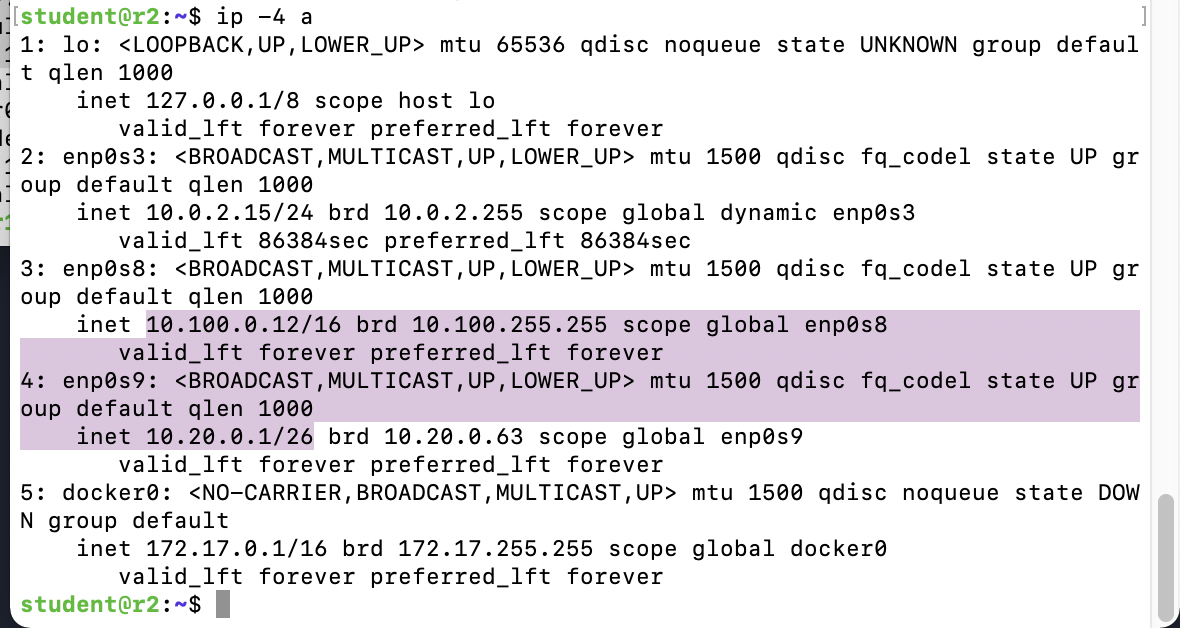 [student@r2:~$ ip -4 a ]
1: lo: <LOOPBACK,UP,LOWER_UP> mtu 65536 qdisc noqueue state UNKNOWN group defaul
t qlen 1000
    inet 127.0.0.1/8 scope host lo
       valid_lft forever preferred_lft forever
2: enp0s3: <BROADCAST,MULTICAST,UP,LOWER_UP> mtu 1500 qdisc fq_codel state UP gr
oup default qlen 1000
    inet 10.0.2.15/24 brd 10.0.2.255 scope global dynamic enp0s3
       valid_lft 86384sec preferred_lft 86384sec
3: enp0s8: <BROADCAST,MULTICAST,UP,LOWER_UP> mtu 1500 qdisc fq_codel state UP gr
oup default qlen 1000
    inet 10.100.0.12/16 brd 10.100.255.255 scope global enp0s8
       valid_lft forever preferred_lft forever
4: enp0s9: <BROADCAST,MULTICAST,UP,LOWER_UP> mtu 1500 qdisc fq_codel state UP gr
oup default qlen 1000
    inet 10.20.0.1/26 brd 10.20.0.63 scope global enp0s9
       valid_lft forever preferred_lft forever
5: docker0: <NO-CARRIER,BROADCAST,MULTICAST,UP> mtu 1500 qdisc noqueue state DOW
N group default
    inet 172.17.0.1/16 brd 172.17.255.255 scope global docker0
       valid_lft forever preferred_lft forever
student@r2:~$